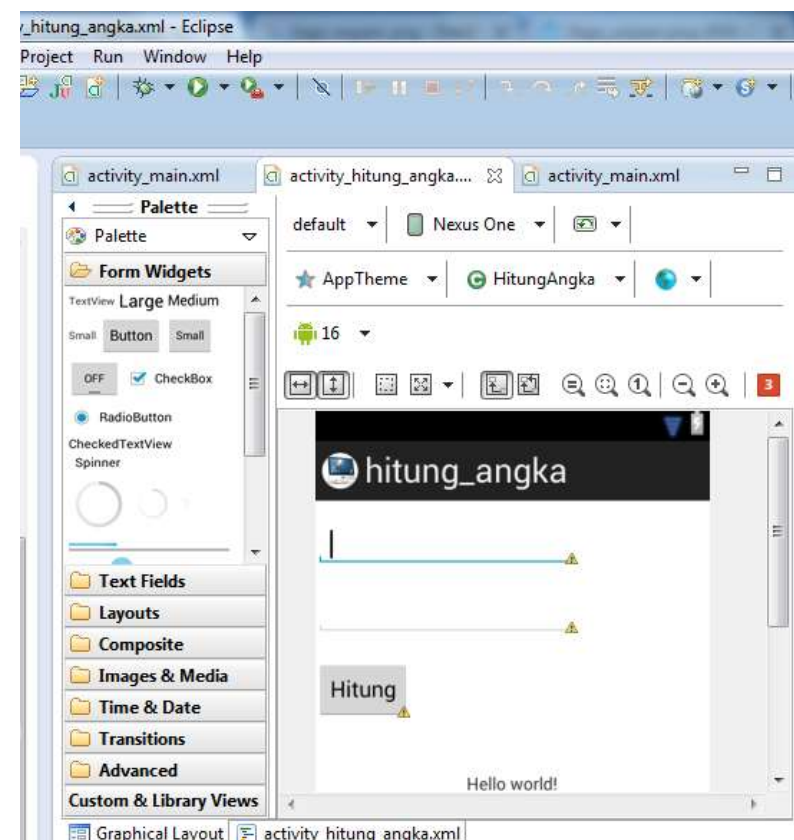 _hitung_angka.xml - Eclipse
Project Run Window Help
activity_main.xml
activity_hitung_angka....
activity_main.xml
Palette
Palette
Form Widgets
TextView Large Medium
Small Button Small
OFF CheckBox
RadioButton
CheckedTextView
Spinner
Text Fields
Layouts
Composite
Images & Media
Time & Date
Transitions
Advanced
Custom & Library Views
default Nexus One
AppTheme HitungAngka
16
3
hitung_angka
Hitung
Hello world!
Graphical Layout activity_hitung_angka.xml